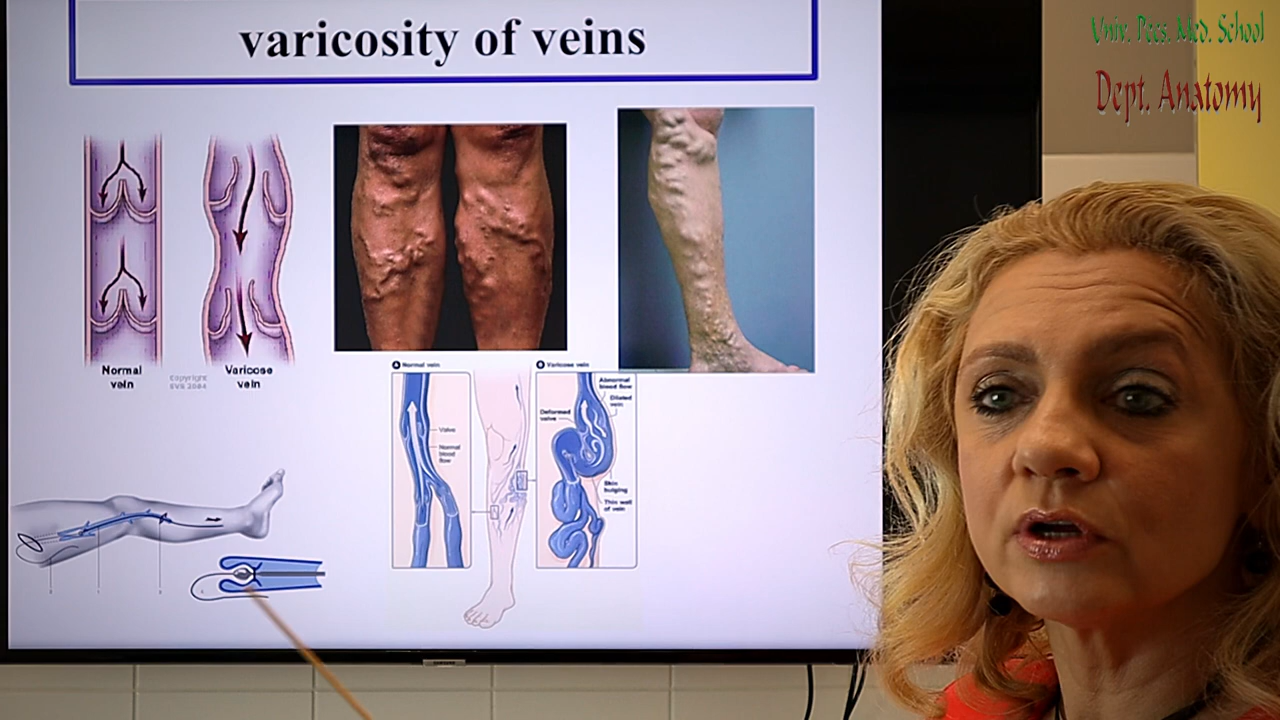 varicosity of veins
Univ. Pecs. Med. School
Dept. Anatomy
Normal
vein
Copyright
SVS 2004
Varicose
vein
A Normal vein
Valve
Normal
blood
flow
B Varicose vein
Abnormal
blood flow
Dilated
vein
Deformed
valve
Skin
bulging
Thin wall
of vein
SAMSUNG